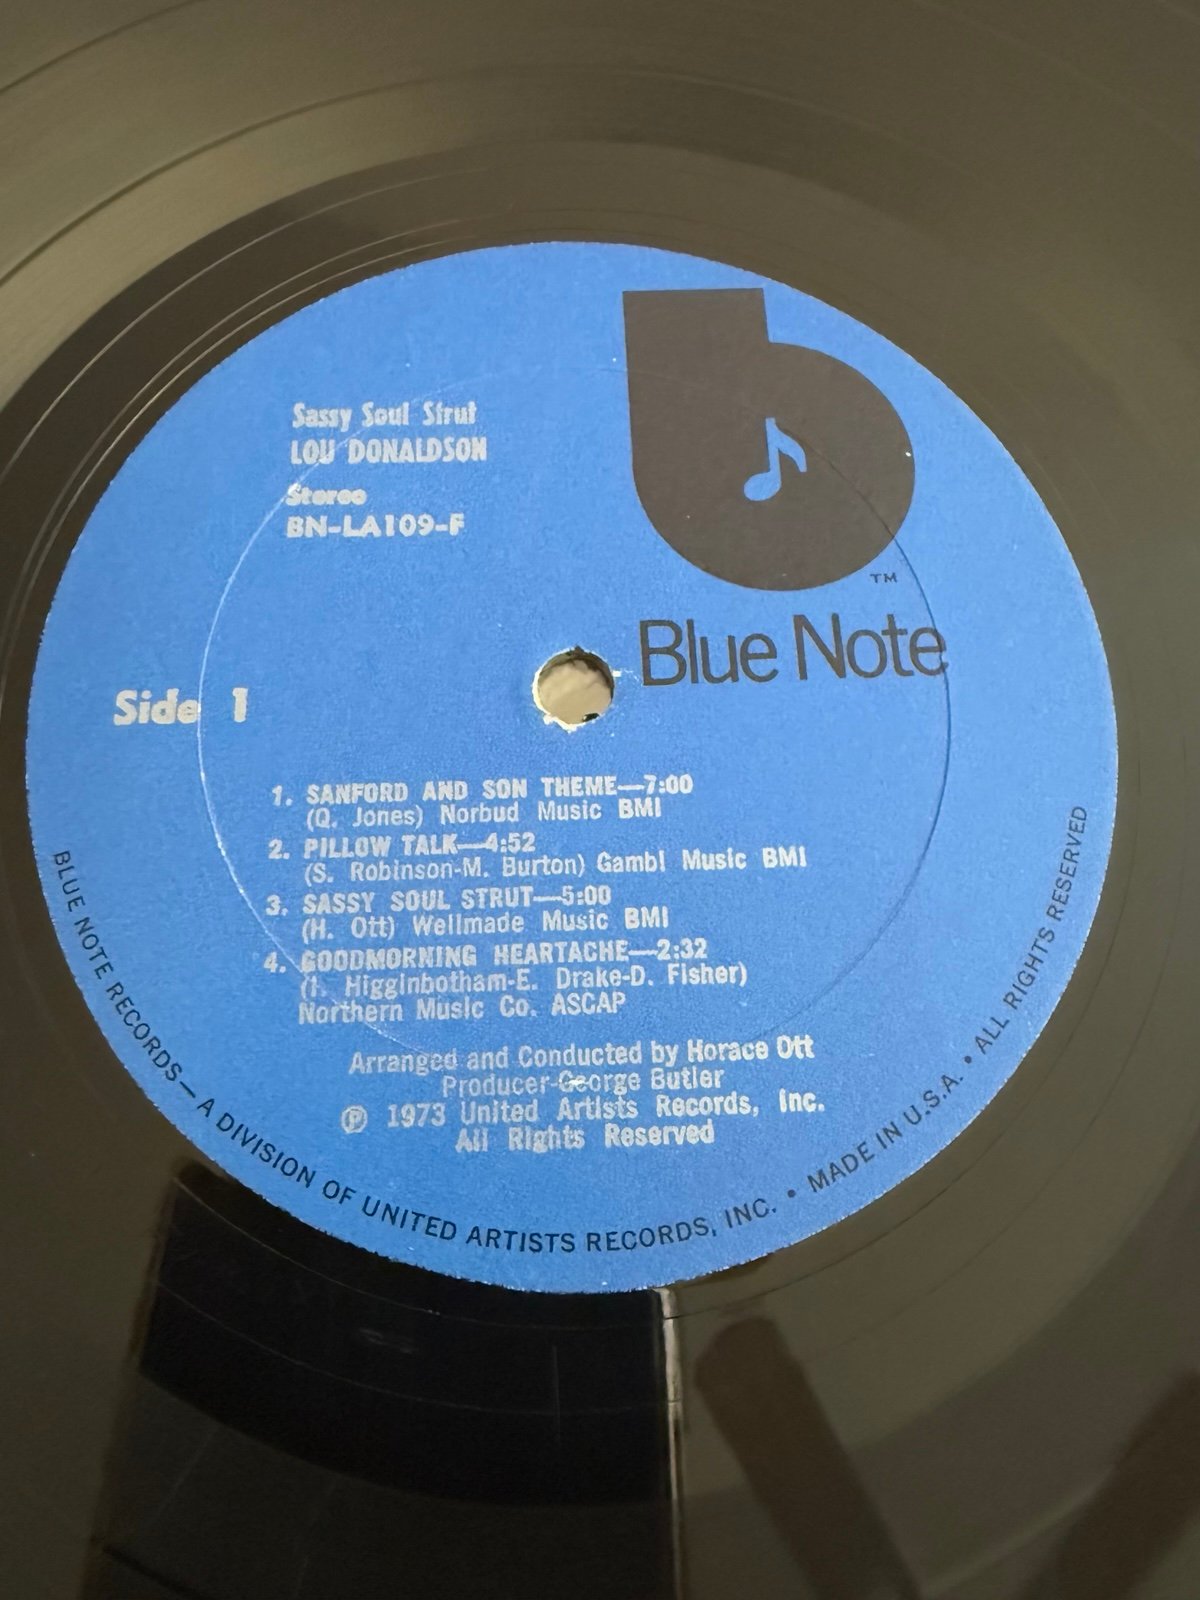 Sassy Soul Strut
LOU DONALDSON
Stereo
BN-LA109-F
TM
Blue Note
Side 1
1. SANFORD AND SON THEME—7:00
(Q. Jones) Norbud Music BMI
2. PILLOW TALK—4:52
(S. Robinson-M. Burton) Gambi Music BMI
3. SASSY SOUL STRUT—5:00
(H. Ott) Wellmade Music BMI
4. GOODMORNING HEARTACHE—2:32
(I. Higginbotham-E. Drake-D. Fisher)
Northern Music Co. ASCAP
Arranged and Conducted by Horace Ott
Producer-George Butler
℗ 1973 United Artists Records, Inc.
All Rights Reserved
BLUE NOTE RECORDS—A DIVISION OF UNITED ARTISTS RECORDS, INC. • MADE IN U.S.A. • ALL RIGHTS RESERVED